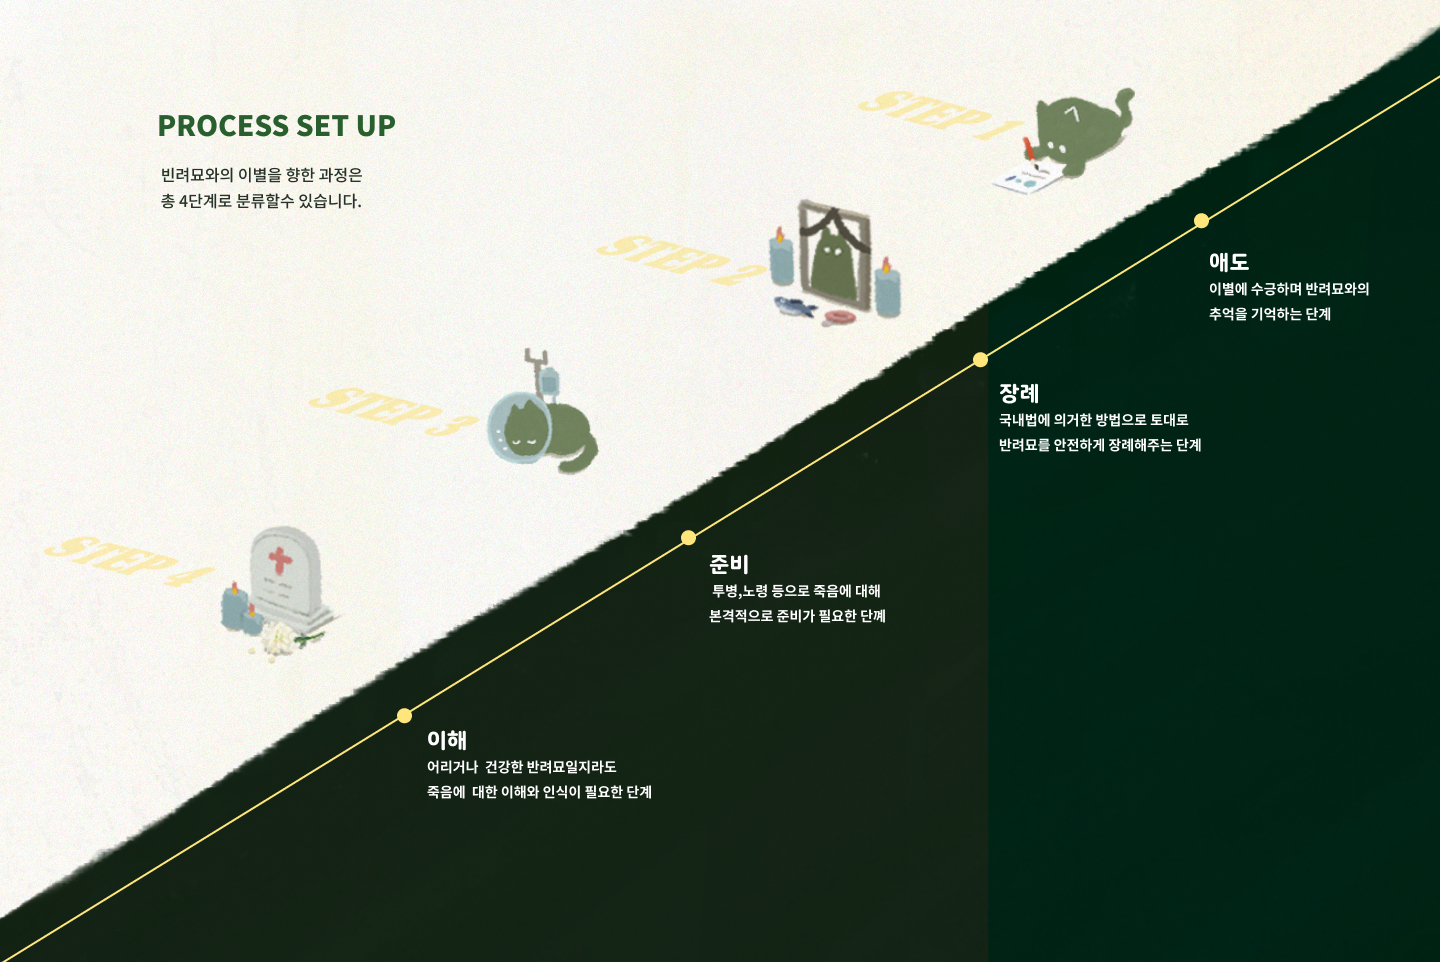 PROCESS SET UP
빈려묘와의 이별을 향한 과정은
총 4단계로 분류할수 있습니다.
STEP 1
애도
이별에 수긍하며 반려묘와의
추억을 기억하는 단계
STEP 2
장례
국내법에 의거한 방법으로 토대로
반려묘를 안전하게 장례해주는 단계
STEP 3
준비
투병,노령 등으로 죽음에 대해
본격적으로 준비가 필요한 단꼐
STEP 4
이해
어리거나 건강한 반려묘일지라도
죽음에 대한 이해와 인식이 필요한 단계